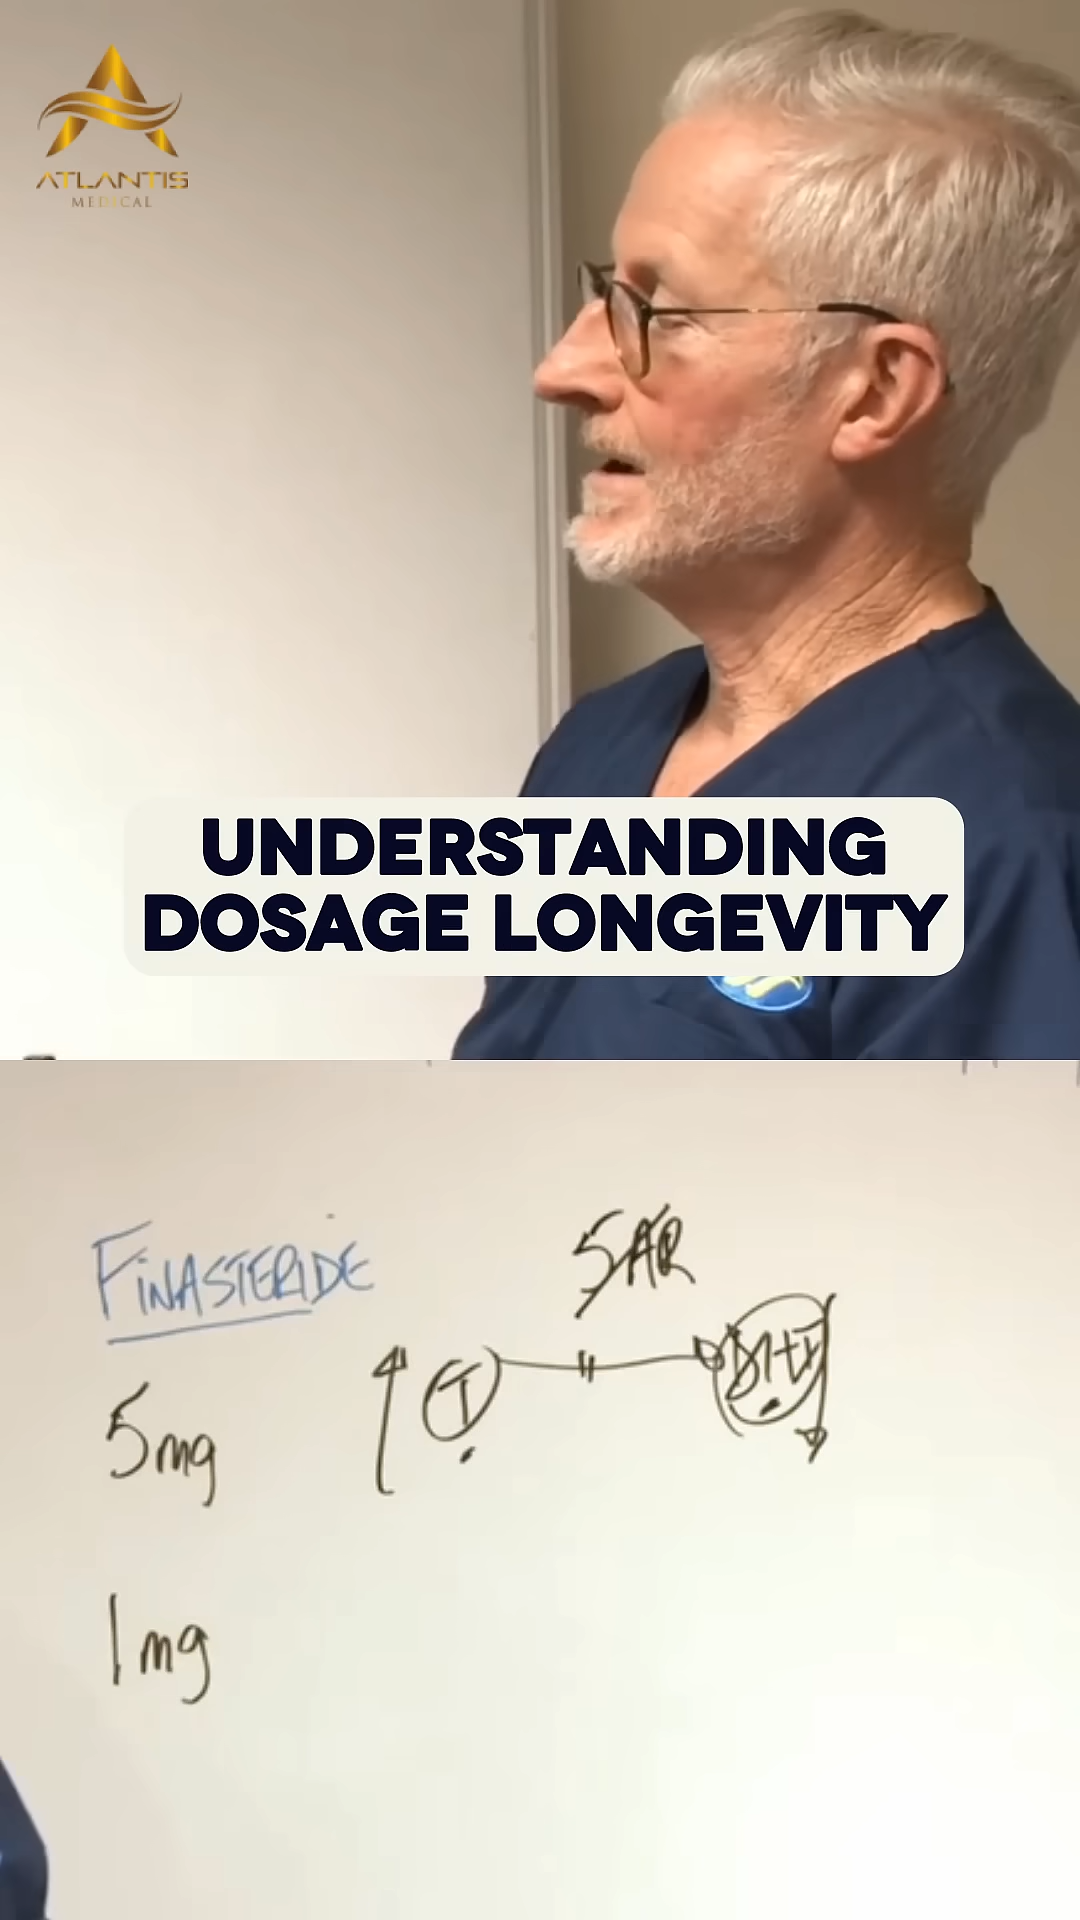 ATLANTIS
MEDICAL
UNDERSTANDING
DOSAGE LONGEVITY
FINASTERIDE
5AR
T
DHT
5mg
1mg